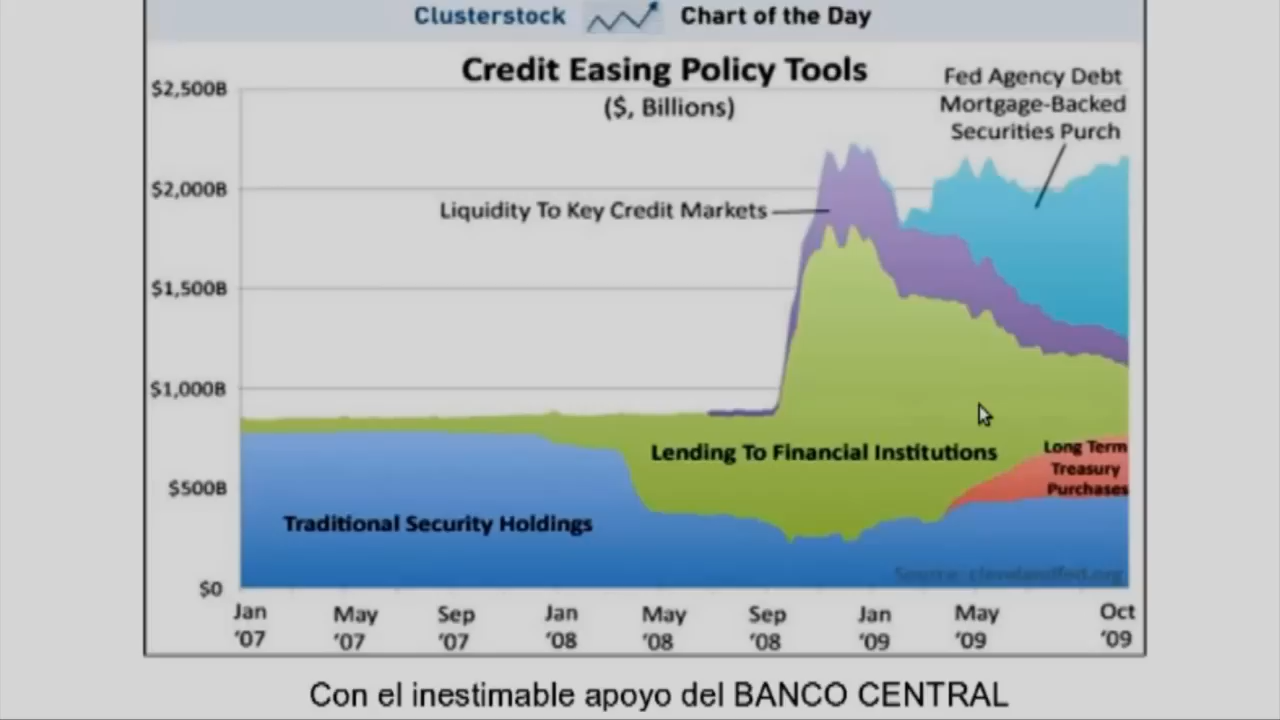 Clusterstock Chart of the Day
Credit Easing Policy Tools
($, Billions)
Fed Agency Debt
Mortgage-Backed
Securities Purch
$2,500B
$2,000B
Liquidity To Key Credit Markets
$1,500B
$1,000B
Lending To Financial Institutions
Long Term
Treasury
Purchases
$500B
Traditional Security Holdings
Source: clevelandfed.org
$0
Jan May Sep Jan May Sep Jan May Oct
'07 '07 '07 '08 '08 '08 '09 '09 '09
Con el inestimable apoyo del BANCO CENTRAL